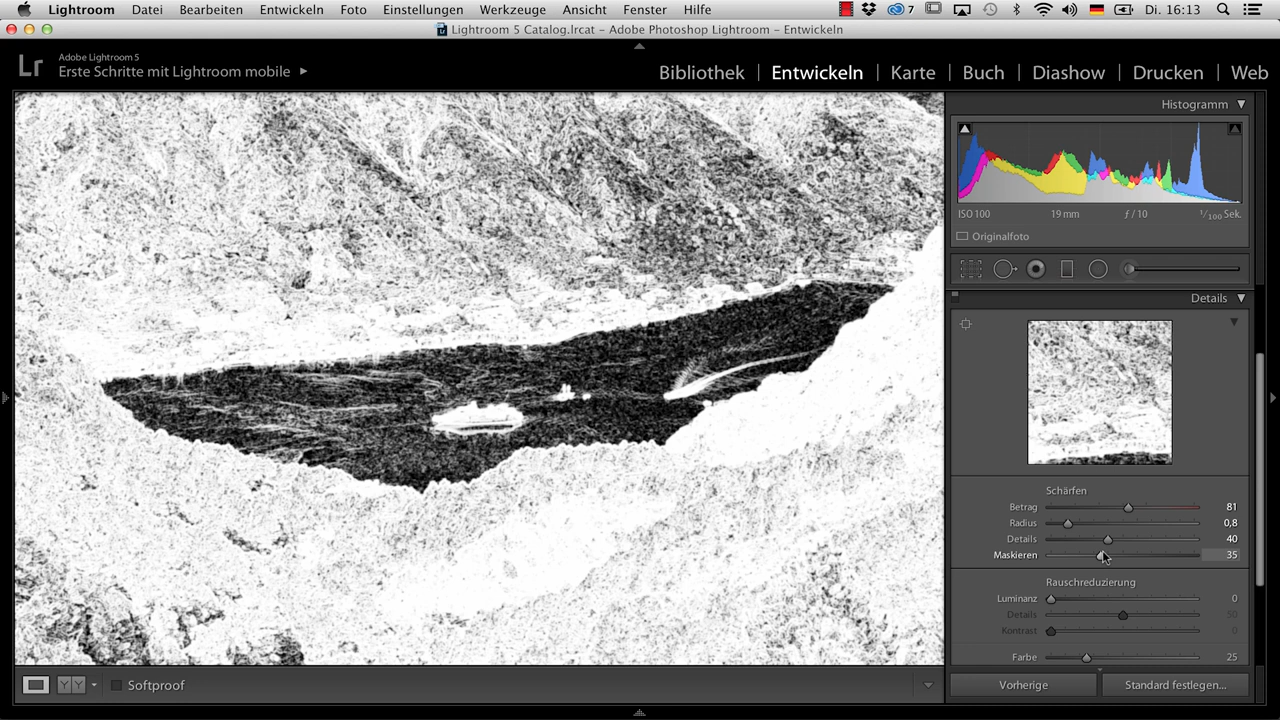 Lightroom Datei Bearbeiten Entwickeln Foto Einstellungen Werkzeuge Ansicht Fenster Hilfe 7 Di. 16:13
Lightroom 5 Catalog.lrcat – Adobe Photoshop Lightroom – Entwickeln
Lr
Adobe Lightroom 5
Erste Schritte mit Lightroom mobile
Bibliothek | Entwickeln | Karte | Buch | Diashow | Drucken | Web
Histogramm
ISO 100 19 mm ƒ / 10 1/100 Sek.
Originalfoto
Details
Schärfen
Betrag 81
Radius 0,8
Details 40
Maskieren 35
Rauschreduzierung
Luminanz 0
Details 50
Kontrast 0
Farbe 25
YY Softproof
Vorherige Standard festlegen...